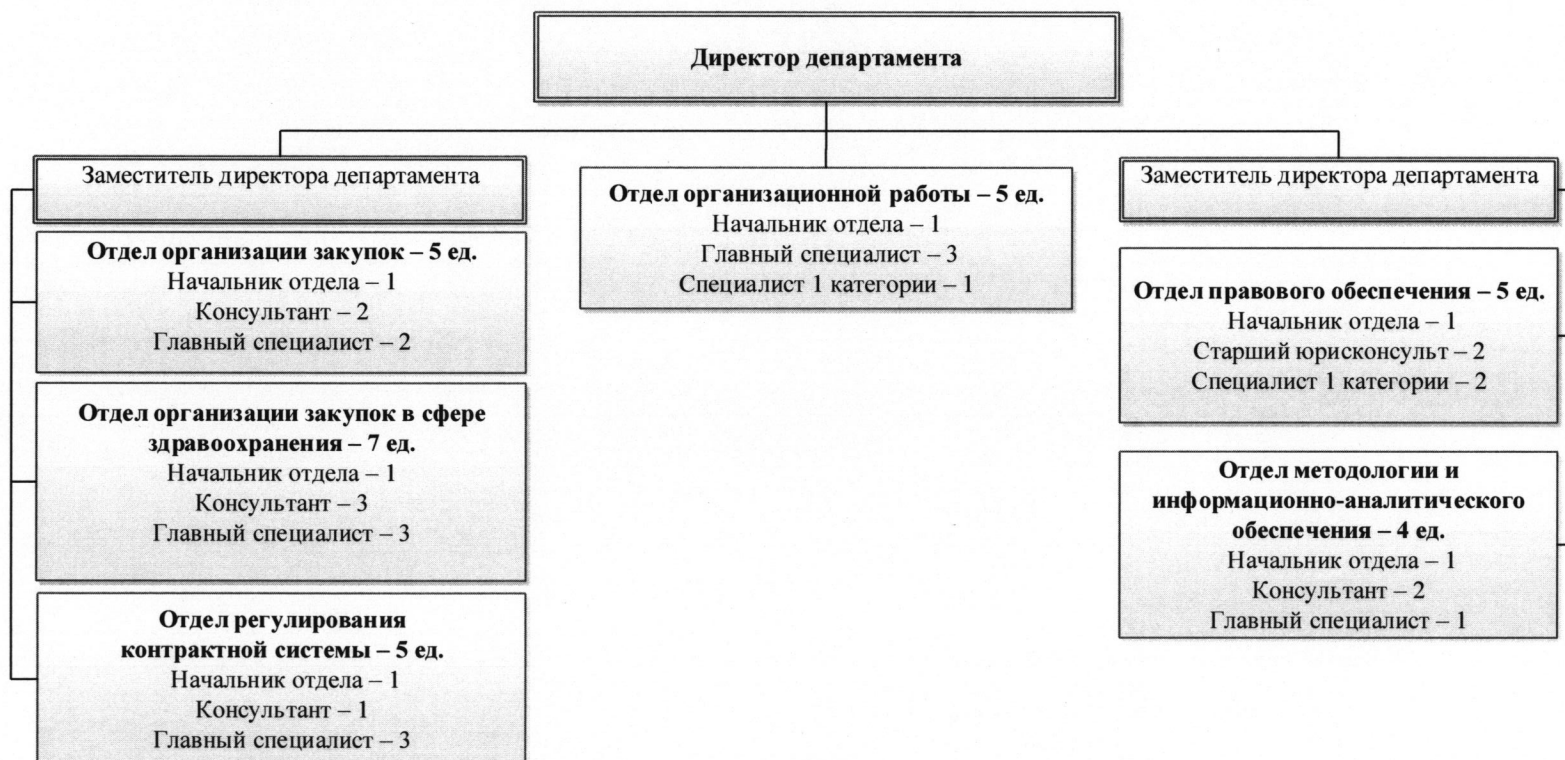 Директор департамента
Заместитель директора департамента
Отдел организации закупок – 5 ед.
Начальник отдела – 1
Консультант – 2
Главный специалист – 2
Отдел организации закупок в сфере
здравоохранения – 7 ед.
Начальник отдела – 1
Консультант – 3
Главный специалист – 3
Отдел регулирования
контрактной системы – 5 ед.
Начальник отдела – 1
Консультант – 1
Главный специалист – 3
Отдел организационной работы – 5 ед.
Начальник отдела – 1
Главный специалист – 3
Специалист 1 категории – 1
Заместитель директора департамента
Отдел правового обеспечения – 5 ед.
Начальник отдела – 1
Старший юрисконсульт – 2
Специалист 1 категории – 2
Отдел методологии и
информационно-аналитического
обеспечения – 4 ед.
Начальник отдела – 1
Консультант – 2
Главный специалист – 1